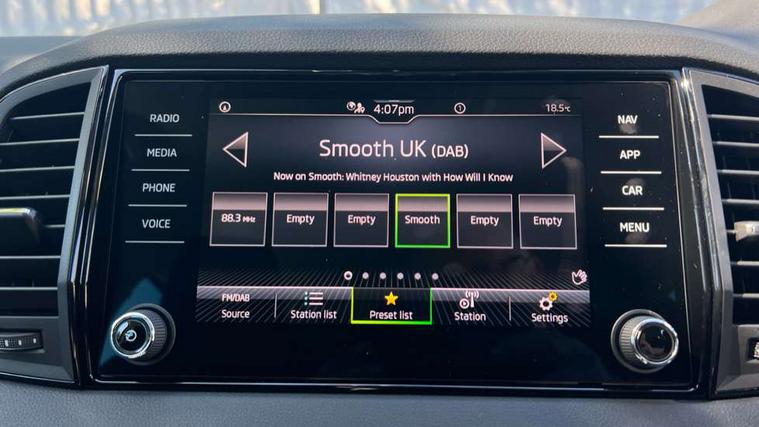 RADIO
MEDIA
PHONE
VOICE
4:07pm
1
18.5°C
Smooth UK (DAB)
Now on Smooth: Whitney Houston with How Will I Know
88.3 MHz
Empty
Empty
Smooth
Empty
Empty
FM/DAB
Source
Station list
Preset list
Station
Settings
NAV
APP
CAR
MENU